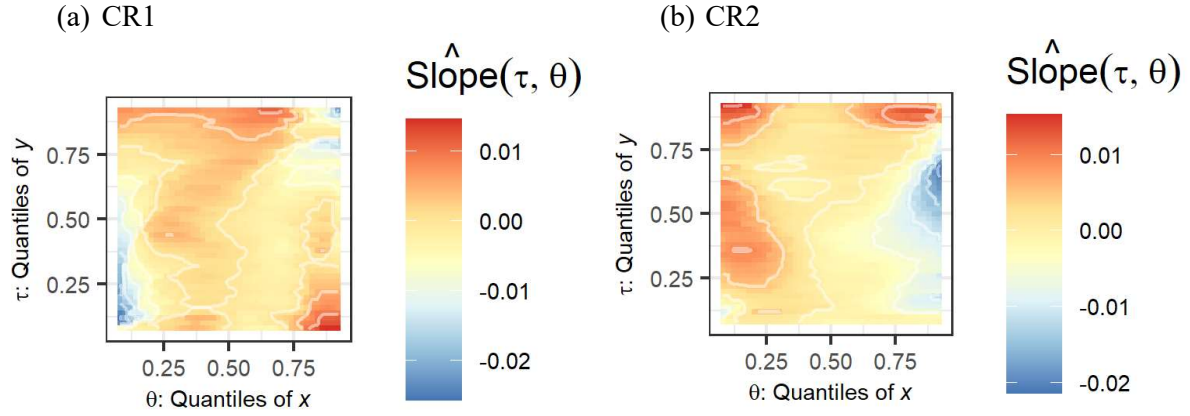 (a) CR1
Slôpe(τ, θ)
0.01
0.00
-0.01
-0.02
τ: Quantiles of y
0.75
0.50
0.25
0.25 0.50 0.75
θ: Quantiles of x
(b) CR2
Slôpe(τ, θ)
0.01
0.00
-0.01
-0.02
τ: Quantiles of y
0.75
0.50
0.25
0.25 0.50 0.75
θ: Quantiles of x